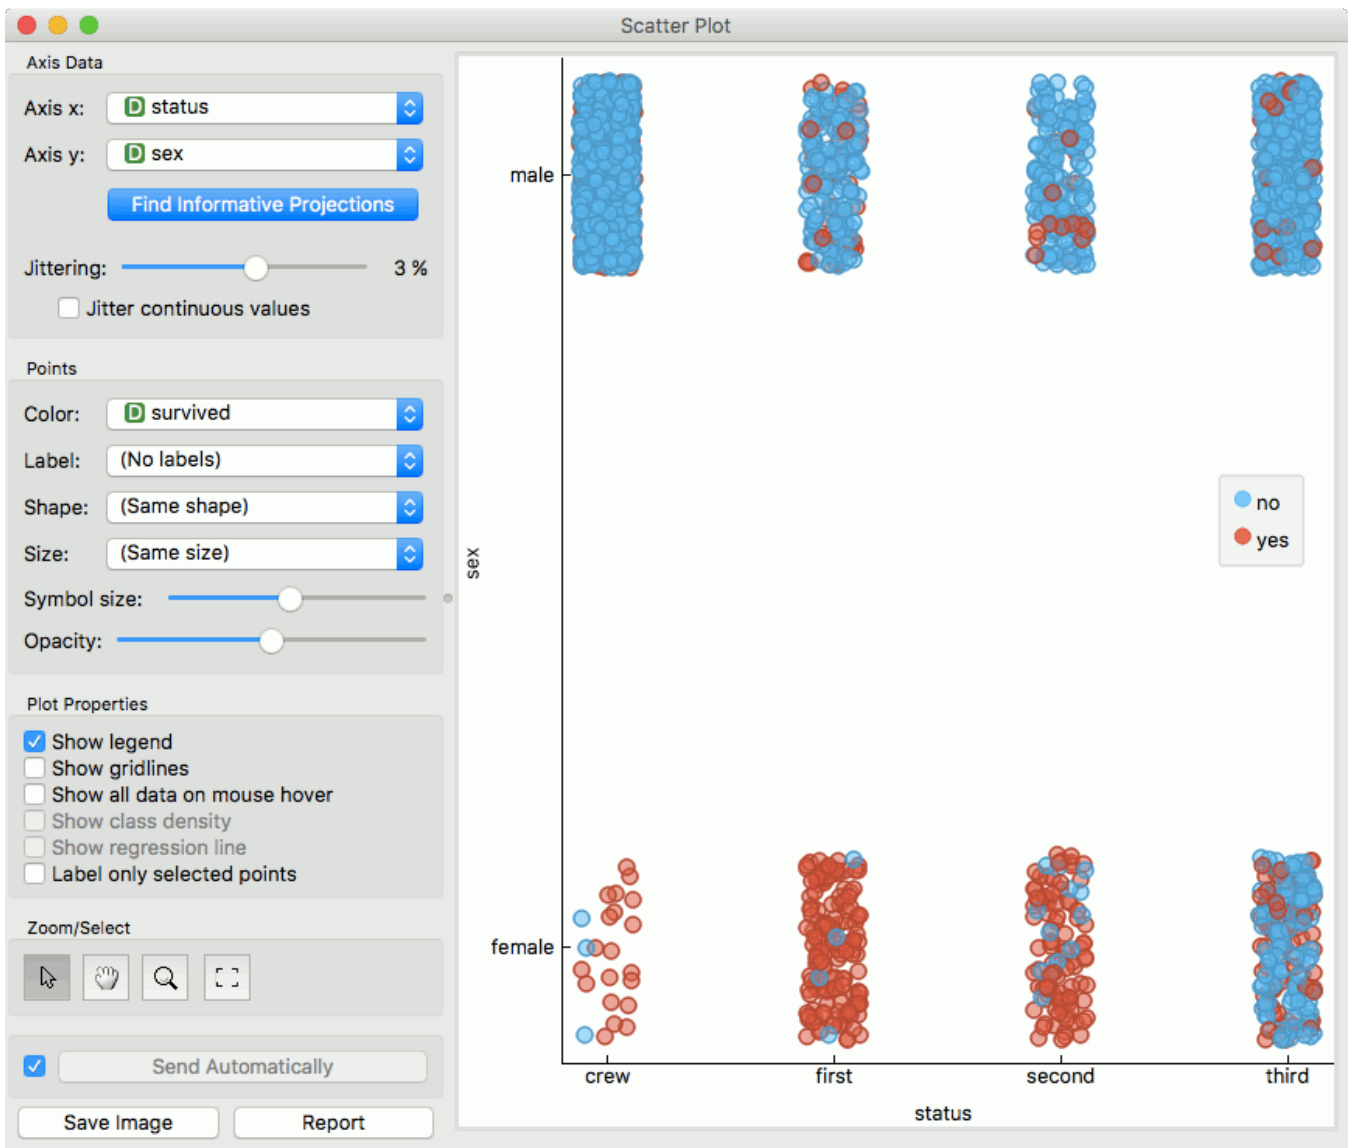 Scatter Plot
Axis Data
Axis x: D status
Axis y: D sex
Find Informative Projections
Jittering: 3 %
Jitter continuous values
Points
Color: D survived
Label: (No labels)
Shape: (Same shape)
Size: (Same size)
Symbol size:
Opacity:
Plot Properties
Show legend
Show gridlines
Show all data on mouse hover
Show class density
Show regression line
Label only selected points
Zoom/Select
Send Automatically
Save Image Report
male
female
sex
no
yes
crew first second third
status